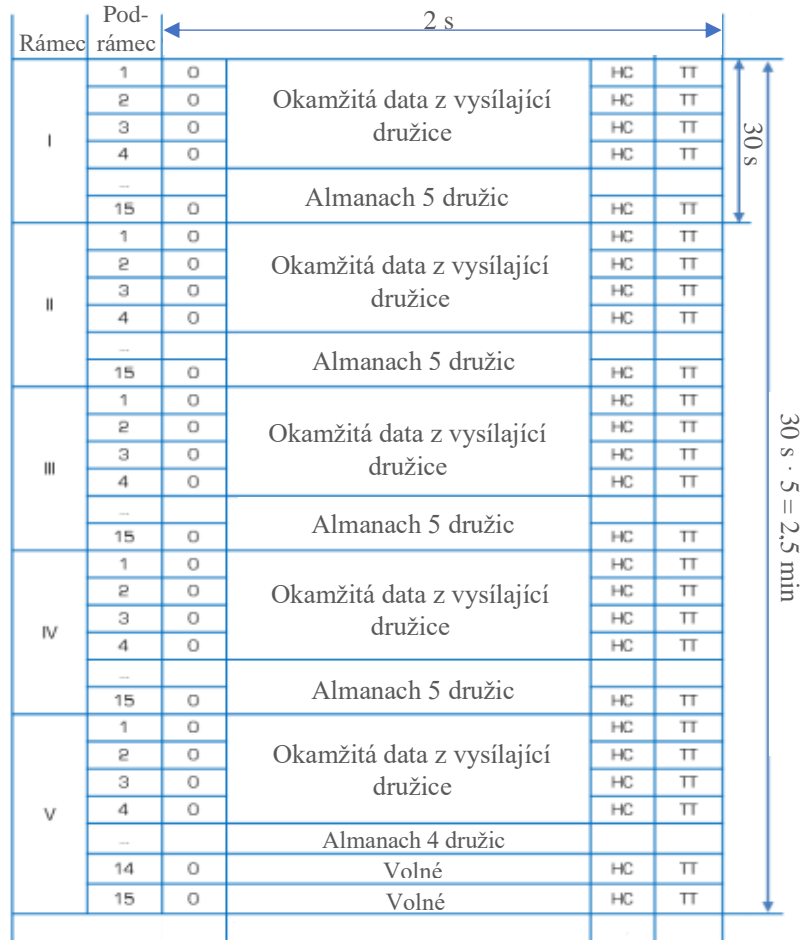 Rámec Pod-
rámec 2 s
1 O HC TT
2 O Okamžitá data z vysílající HC TT
3 O družice HC TT
I 4 O HC TT
... Almanach 5 družic
15 O HC TT
30 s
1 O HC TT
2 O Okamžitá data z vysílající HC TT
3 O družice HC TT
II 4 O HC TT
... Almanach 5 družic
15 O HC TT
1 O HC TT
2 O Okamžitá data z vysílající HC TT
3 O družice HC TT
III 4 O HC TT
... Almanach 5 družic
15 O HC TT
1 O HC TT
2 O Okamžitá data z vysílající HC TT
3 O družice HC TT
IV 4 O HC TT
... Almanach 5 družic
15 O HC TT
1 O HC TT
2 O Okamžitá data z vysílající HC TT
3 O družice HC TT
V 4 O HC TT
... Almanach 4 družic
14 O Volné HC TT
15 O Volné HC TT
30 s · 5 = 2,5 min